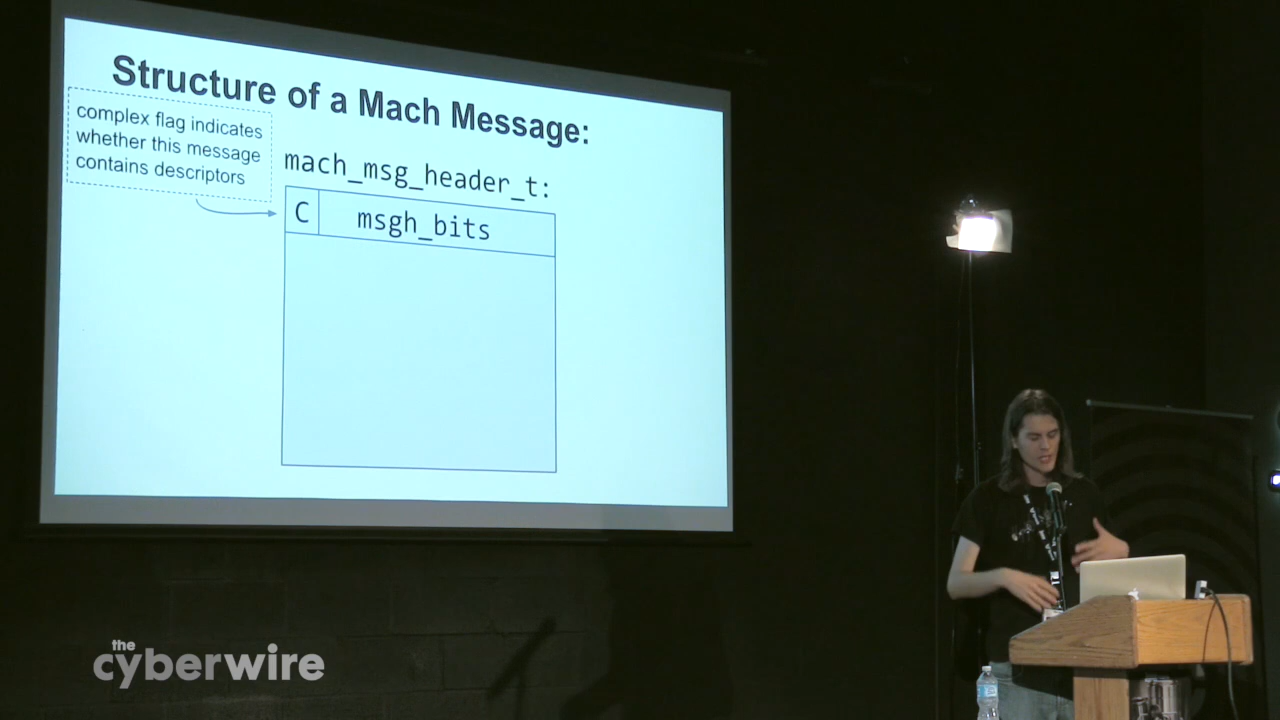 Structure of a Mach Message:
complex flag indicates
whether this message
contains descriptors
mach_msg_header_t:
C
msgh_bits
the
cyberwire